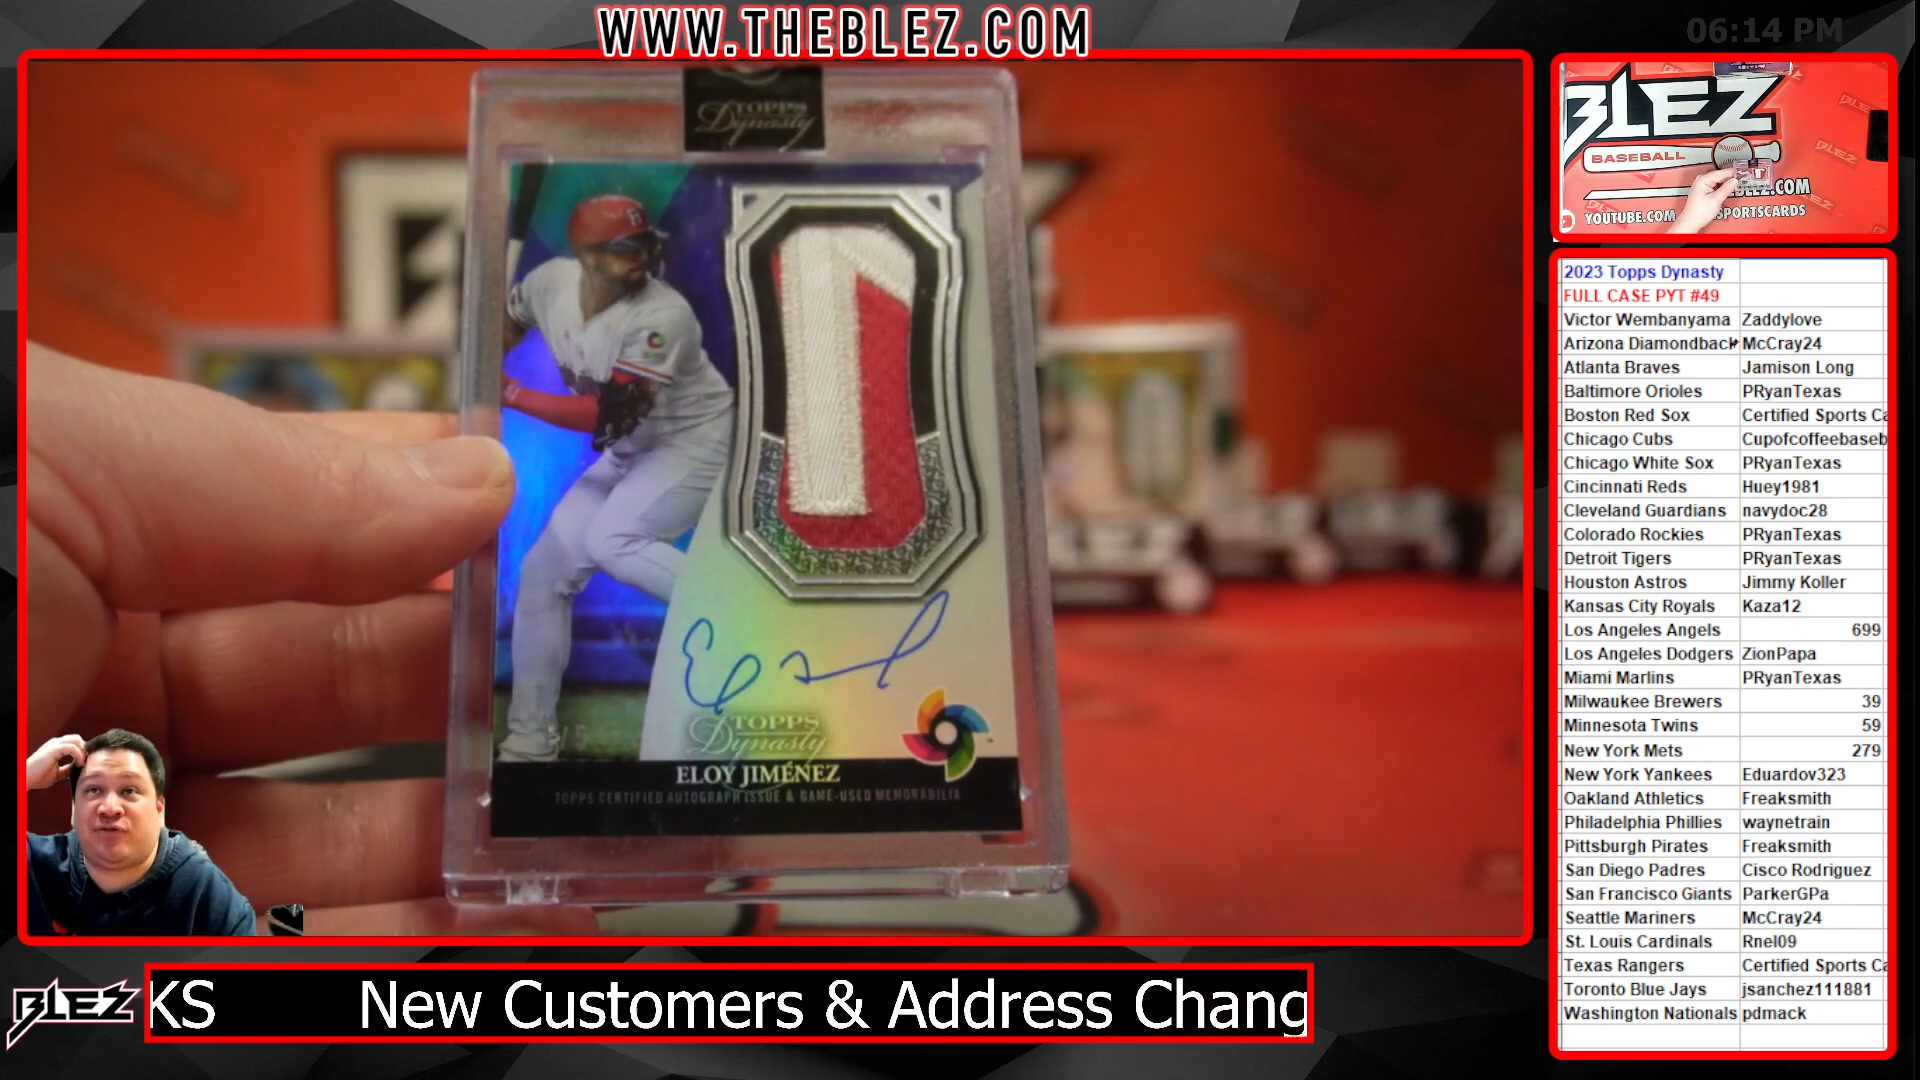 WWW.THEBLEZ.COM
06:14 PM
TOPPS
Dynasty
ELOY JIMÉNEZ
TOPPS CERTIFIED AUTOGRAPH ISSUE & GAME-USED MEMORABILIA
TOPPS
Dynasty
BLEZ
BASEBALL
BLEZ.COM
YOUTUBE.COM
SPORTSCARDS
BLEZ
2023 Topps Dynasty
FULL CASE PYT #49
Victor Wembanyama Zaddylove
Arizona Diamondback McCray24
Atlanta Braves Jamison Long
Baltimore Orioles PRyanTexas
Boston Red Sox Certified Sports Ca
Chicago Cubs Cupofcoffeebaseb
Chicago White Sox PRyanTexas
Cincinnati Reds Huey1981
Cleveland Guardians navydoc28
Colorado Rockies PRyanTexas
Detroit Tigers PRyanTexas
Houston Astros Jimmy Koller
Kansas City Royals Kaza12
Los Angeles Angels 699
Los Angeles Dodgers ZionPapa
Miami Marlins PRyanTexas
Milwaukee Brewers 39
Minnesota Twins 59
New York Mets 279
New York Yankees Eduardov323
Oakland Athletics Freaksmith
Philadelphia Phillies waynetrain
Pittsburgh Pirates Freaksmith
San Diego Padres Cisco Rodriguez
San Francisco Giants ParkerGPa
Seattle Mariners McCray24
St. Louis Cardinals Rnel09
Texas Rangers Certified Sports Ca
Toronto Blue Jays jsanchez111881
Washington Nationals pdmack
BLEZ
KS New Customers & Address Chang